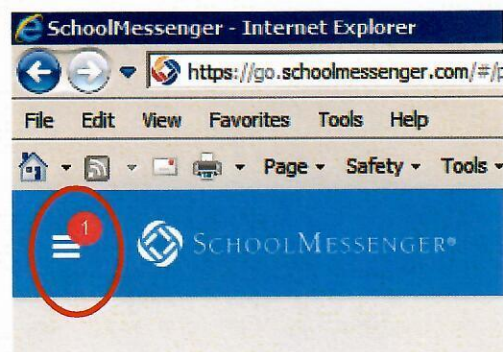 SchoolMessenger - Internet Explorer
https://go.schoolmessenger.com/#/p
File Edit View Favorites Tools Help
Page Safety Tools
1
SCHOOLMESSENGER®